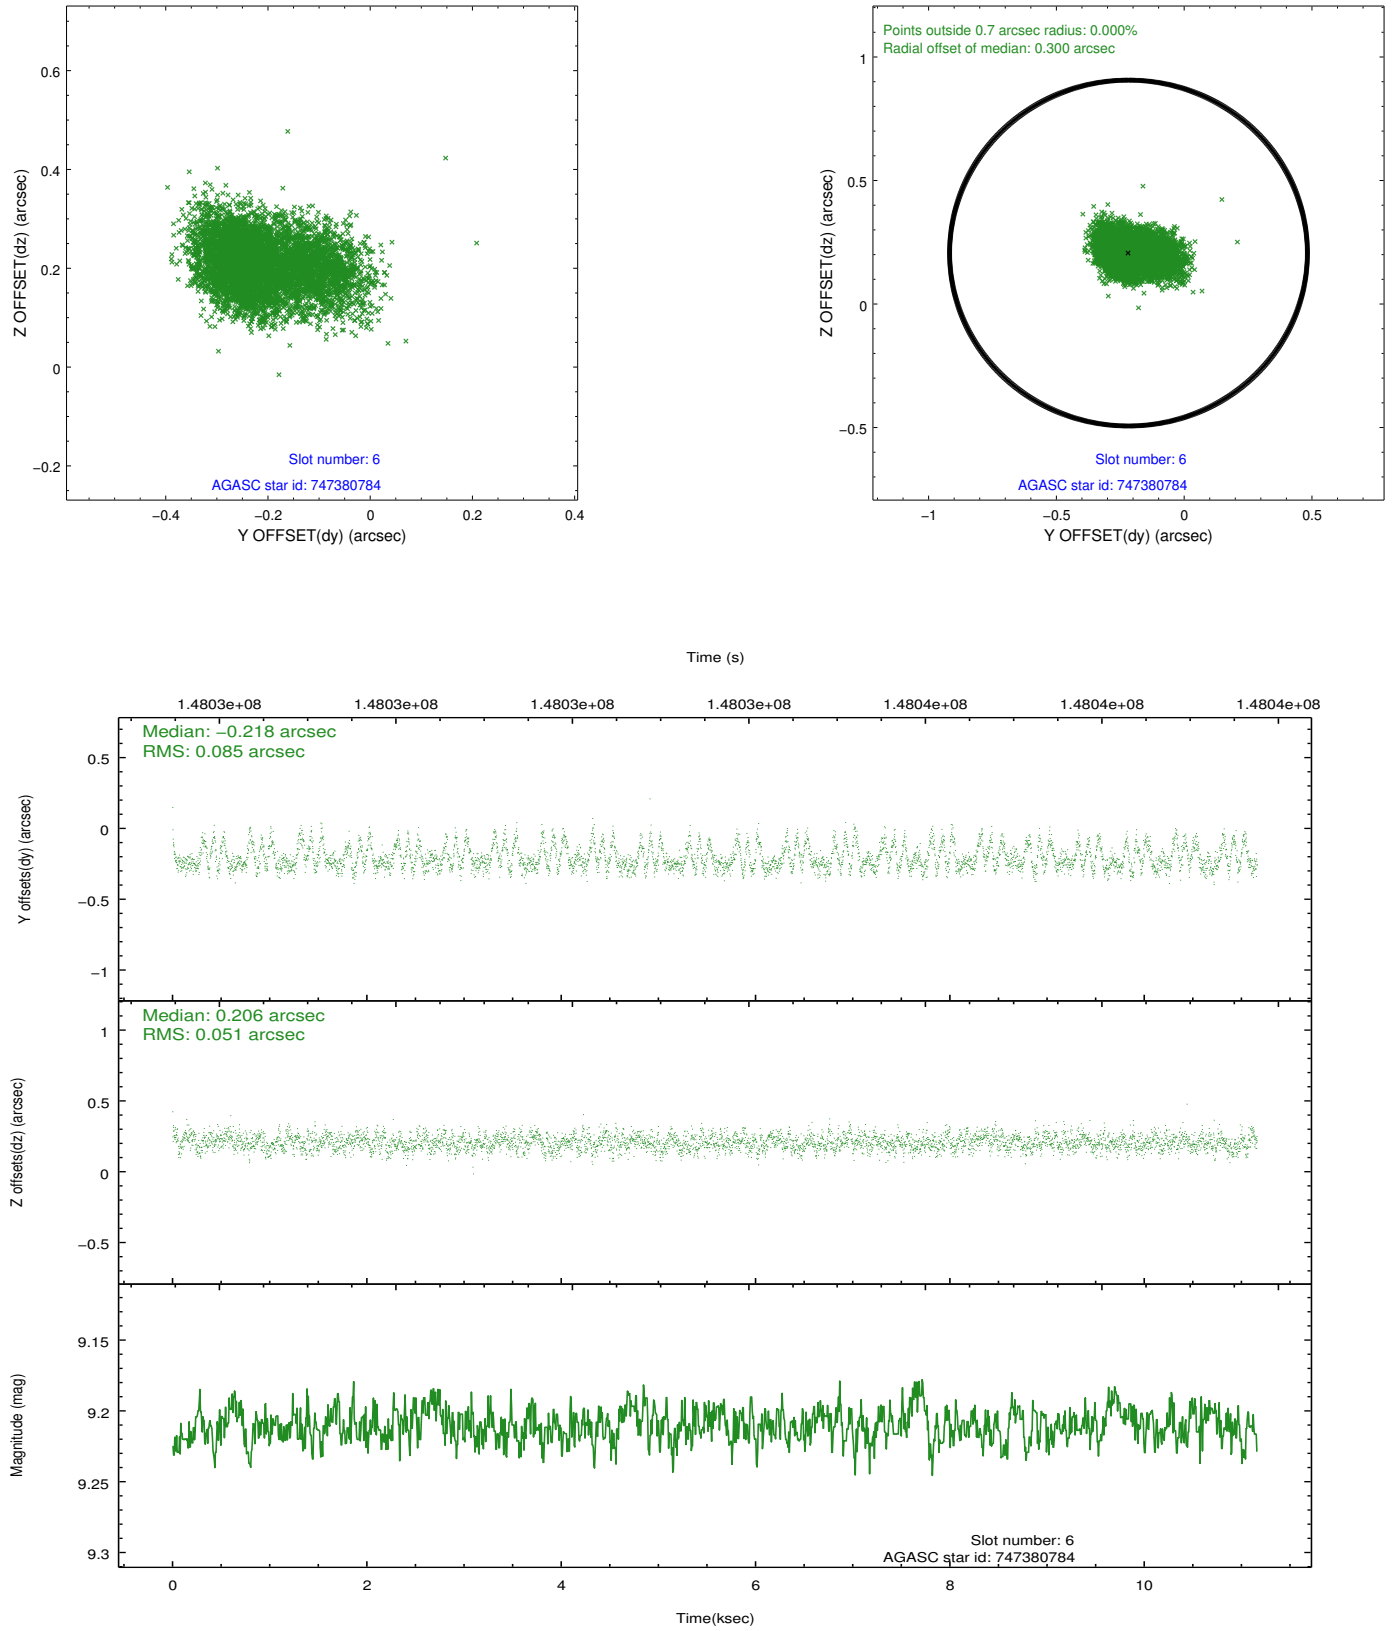 Z OFFSET(dz) (arcsec)
0.6
0.4
0.2
0
−0.2
Slot number: 6
AGASC star id: 747380784
−0.4
−0.2
0
0.2
0.4
Y OFFSET(dy) (arcsec)
Points outside 0.7 arcsec radius: 0.000%
Radial offset of median: 0.300 arcsec
Z OFFSET(dz) (arcsec)
1
0.5
0
−0.5
Slot number: 6
AGASC star id: 747380784
−1
−0.5
0
0.5
Y OFFSET(dy) (arcsec)
Time (s)
1.4803e+08
1.4803e+08
1.4803e+08
1.4803e+08
1.4804e+08
1.4804e+08
1.4804e+08
Median: −0.218 arcsec
RMS: 0.085 arcsec
Y offsets(dy) (arcsec)
0.5
0
−0.5
−1
Median: 0.206 arcsec
RMS: 0.051 arcsec
Z offsets(dz) (arcsec)
1
0.5
0
−0.5
Magnitude (mag)
9.15
9.2
9.25
9.3
Slot number: 6
AGASC star id: 747380784
0
2
4
6
8
10
Time(ksec)